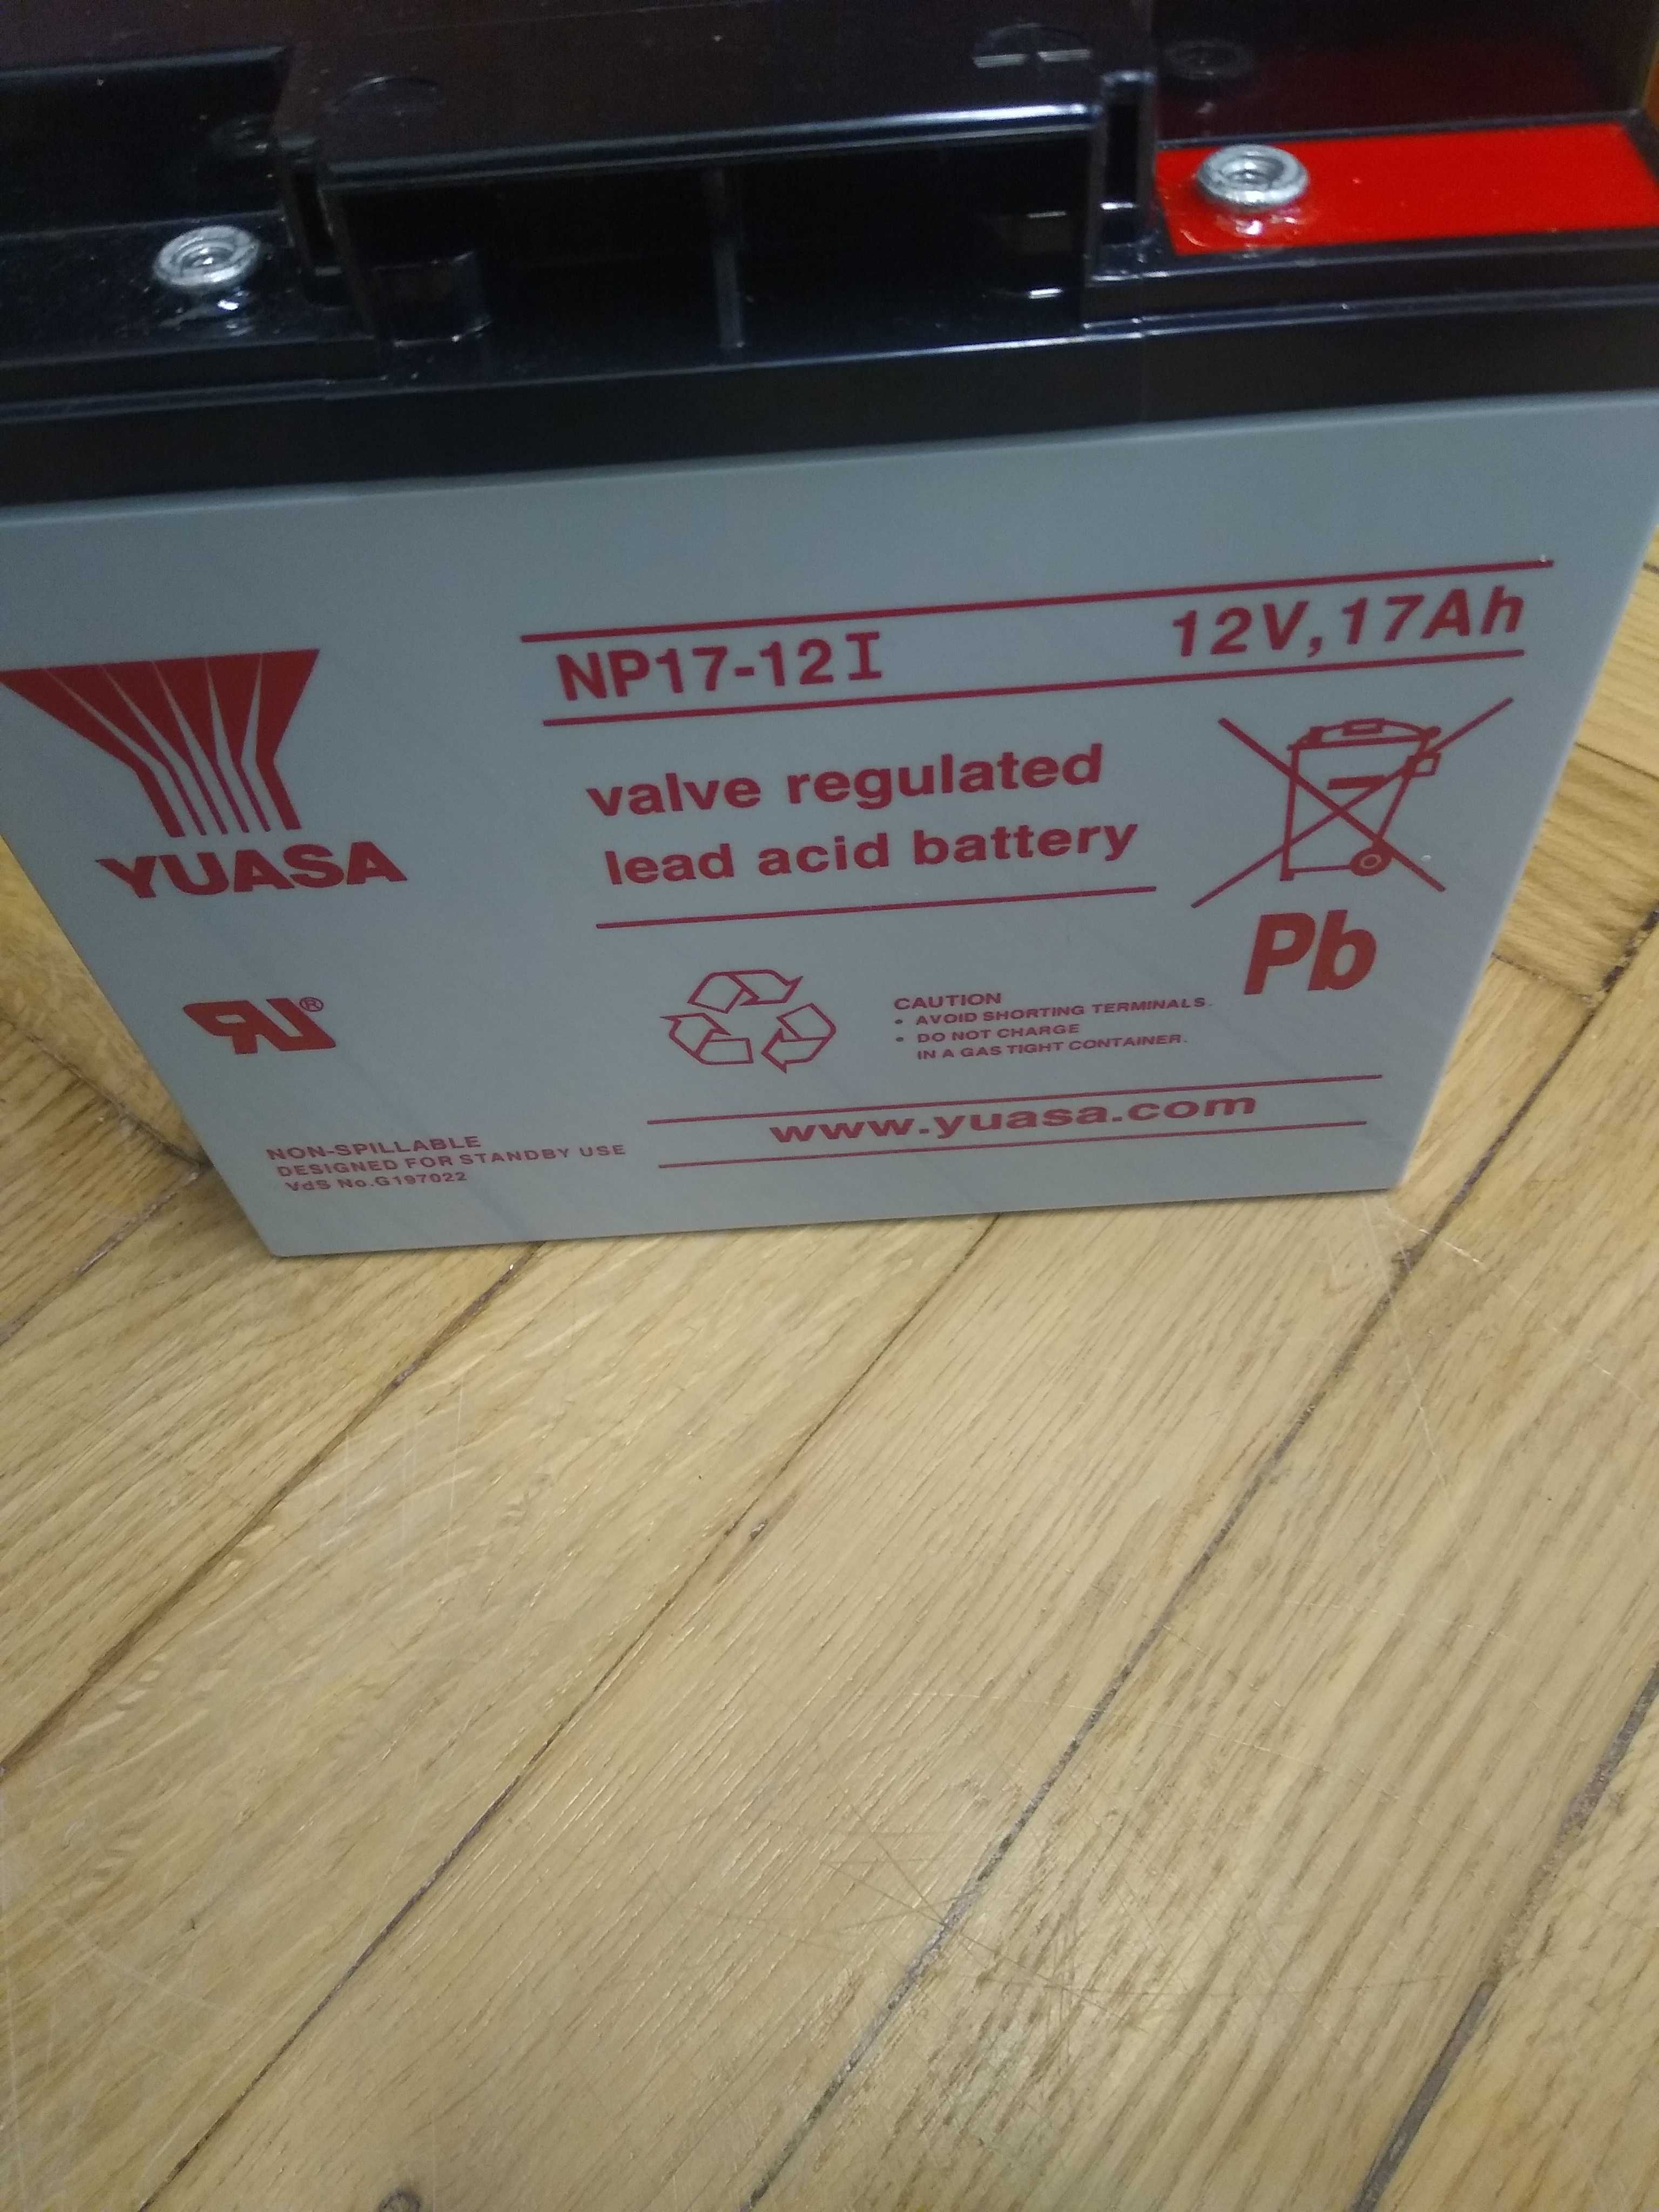 NP17-12I 12V,17Ah
YUASA
valve regulated
lead acid battery
Pb
CAUTION
• AVOID SHORTING TERMINALS.
• DO NOT CHARGE
IN A GAS TIGHT CONTAINER.
www.yuasa.com
NON-SPILLABLE
DESIGNED FOR STANDBY USE
VdS No.G197022